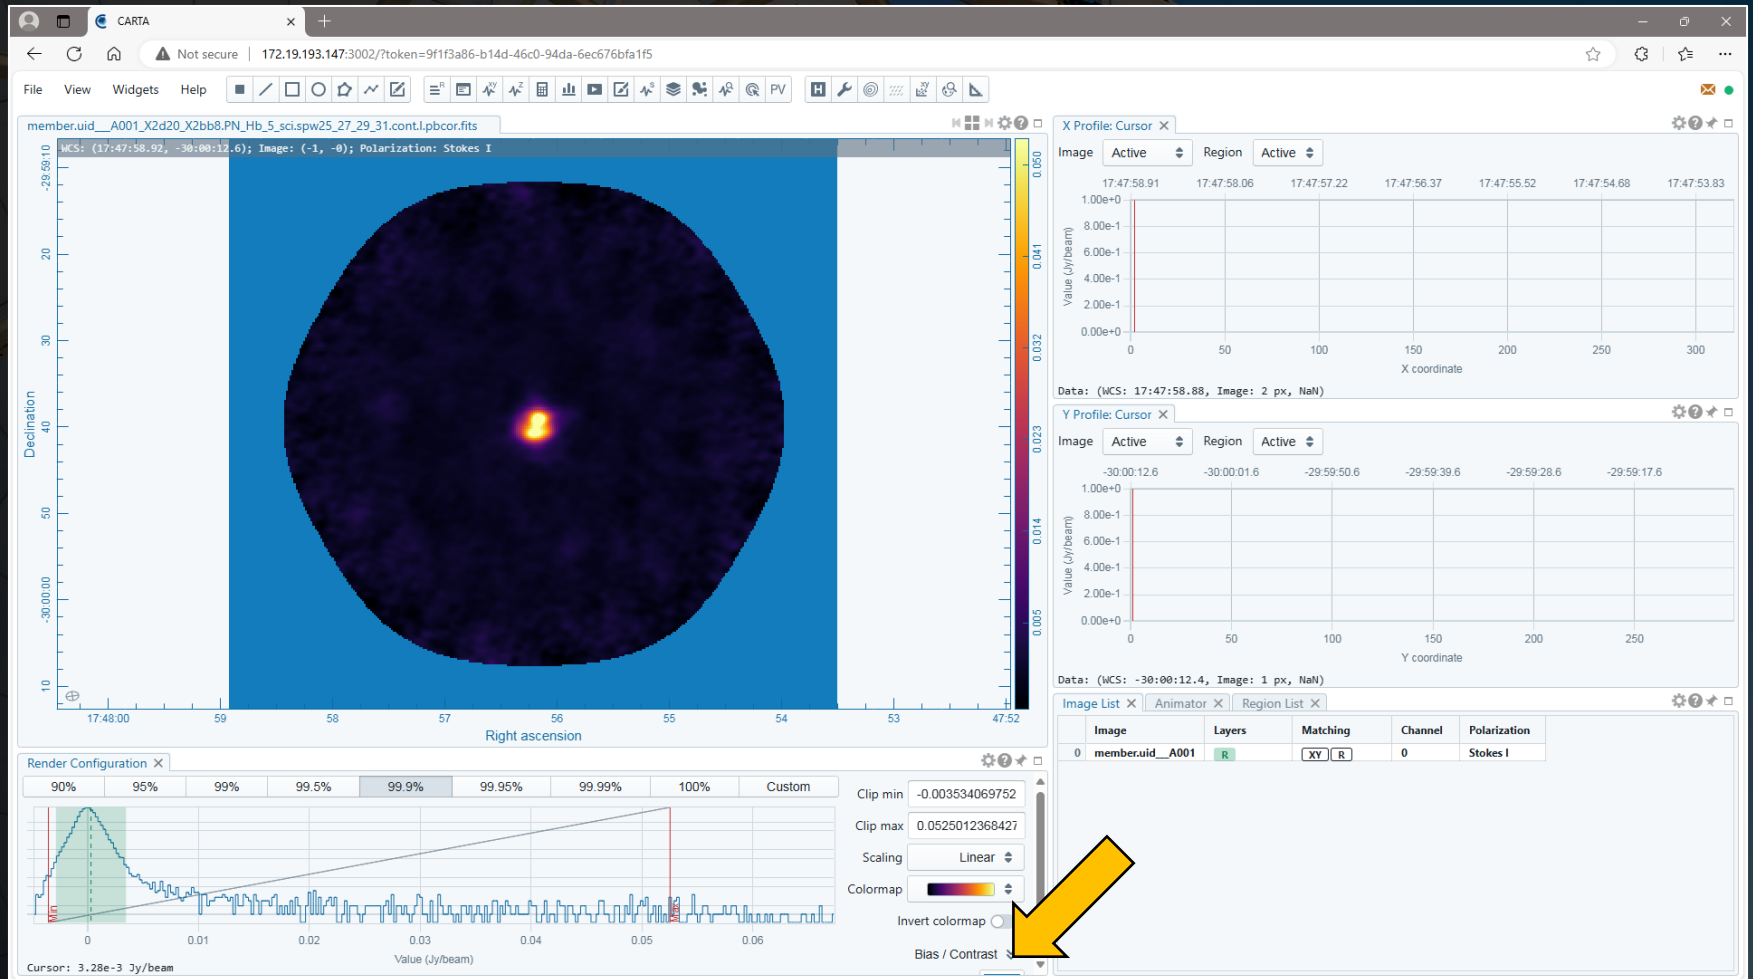 CARTA
Not secure 172.19.193.147:3002/?token=9f1f3a86-b14d-46c0-94da-6ec676bfa1f5
File View Widgets Help
PV
member.uid___A001_X2d20_X2bb8.PN_Hb_5_sci.spw25_27_29_31.cont.I.pbcor.fits
WCS: (17:47:58.92, -30:00:12.6); Image: (-1, -0); Polarization: Stokes I
-29:59:10
20
30
40
50
-30:00:00
10
Declination
17:48:00 59 58 57 56 55 54 53 47:52
Right ascension
0.050
0.041
0.032
0.023
0.014
0.005
X Profile: Cursor
Image Active Region Active
17:47:58.91 17:47:58.06 17:47:57.22 17:47:56.37 17:47:55.52 17:47:54.68 17:47:53.83
1.00e+0
8.00e-1
6.00e-1
4.00e-1
2.00e-1
0.00e+0
Value (Jy/beam)
0 50 100 150 200 250 300
X coordinate
Data: (WCS: 17:47:58.88, Image: 2 px, NaN)
Y Profile: Cursor
Image Active Region Active
-30:00:12.6 -30:00:01.6 -29:59:50.6 -29:59:39.6 -29:59:28.6 -29:59:17.6
1.00e+0
8.00e-1
6.00e-1
4.00e-1
2.00e-1
0.00e+0
Value (Jy/beam)
0 50 100 150 200 250
Y coordinate
Data: (WCS: -30:00:12.4, Image: 1 px, NaN)
Image List Animator Region List
Image Layers Matching Channel Polarization
0 member.uid___A001 R XY R 0 Stokes I
Render Configuration
90% 95% 99% 99.5% 99.9% 99.95% 99.99% 100% Custom
Min
Max
0 0.01 0.02 0.03 0.04 0.05 0.06
Value (Jy/beam)
Cursor: 3.28e-3 Jy/beam
Clip min -0.003534069752
Clip max 0.0525012368427
Scaling Linear
Colormap
Invert colormap
Bias / Contrast